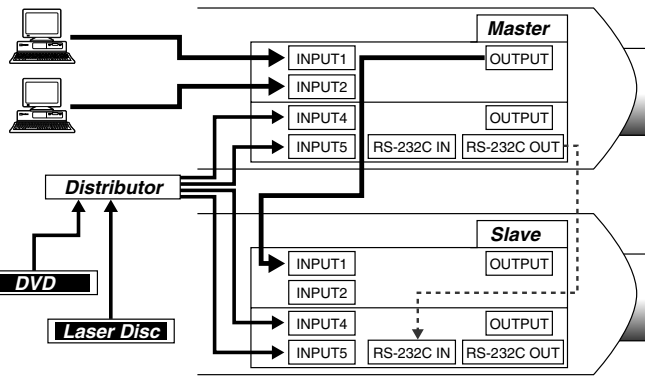 Master
INPUT1 OUTPUT
INPUT2
INPUT4 OUTPUT
INPUT5 RS-232C IN RS-232C OUT
Distributor
Slave
INPUT1 OUTPUT
DVD
INPUT2
Laser Disc
INPUT4 OUTPUT
INPUT5 RS-232C IN RS-232C OUT